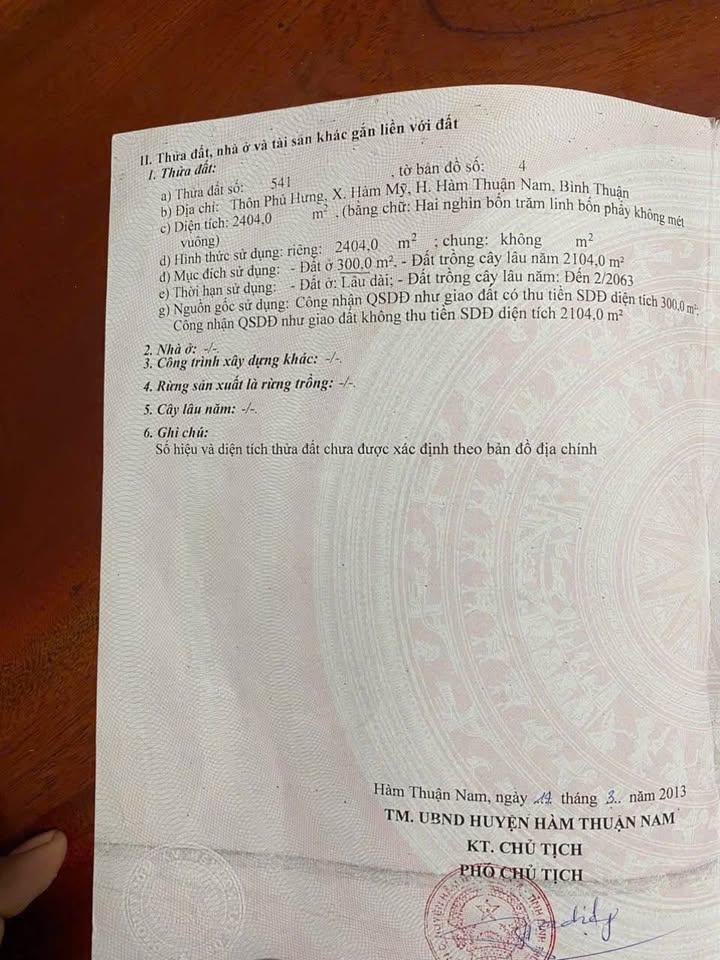 II. Thửa đất, nhà ở và tài sản khác gắn liền với đất
1. Thửa đất:
a) Thửa đất số: 541 , tờ bản đồ số: 4
b) Địa chỉ: Thôn Phú Hưng, X. Hàm Mỹ, H. Hàm Thuận Nam, Bình Thuận
c) Diện tích: 2404,0 m² , (bằng chữ: Hai nghìn bốn trăm linh bốn phẩy không mét
vuông)
d) Hình thức sử dụng: riêng: 2404,0 m² ; chung: không m²
đ) Mục đích sử dụng: - Đất ở 300,0 m². - Đất trồng cây lâu năm 2104,0 m²
e) Thời hạn sử dụng: - Đất ở: Lâu dài; - Đất trồng cây lâu năm: Đến 2/2063
g) Nguồn gốc sử dụng: Công nhận QSDĐ như giao đất có thu tiền SDĐ diện tích 300,0 m²;
Công nhận QSDĐ như giao đất không thu tiền SDĐ diện tích 2104,0 m²
2. Nhà ở: -/-.
3. Công trình xây dựng khác: -/-.
4. Rừng sản xuất là rừng trồng: -/-.
5. Cây lâu năm: -/-.
6. Ghi chú:
Số hiệu và diện tích thửa đất chưa được xác định theo bản đồ địa chính
Hàm Thuận Nam, ngày tháng 3 năm 2013
TM. UBND HUYỆN HÀM THUẬN NAM
KT. CHỦ TỊCH
PHÓ CHỦ TỊCH